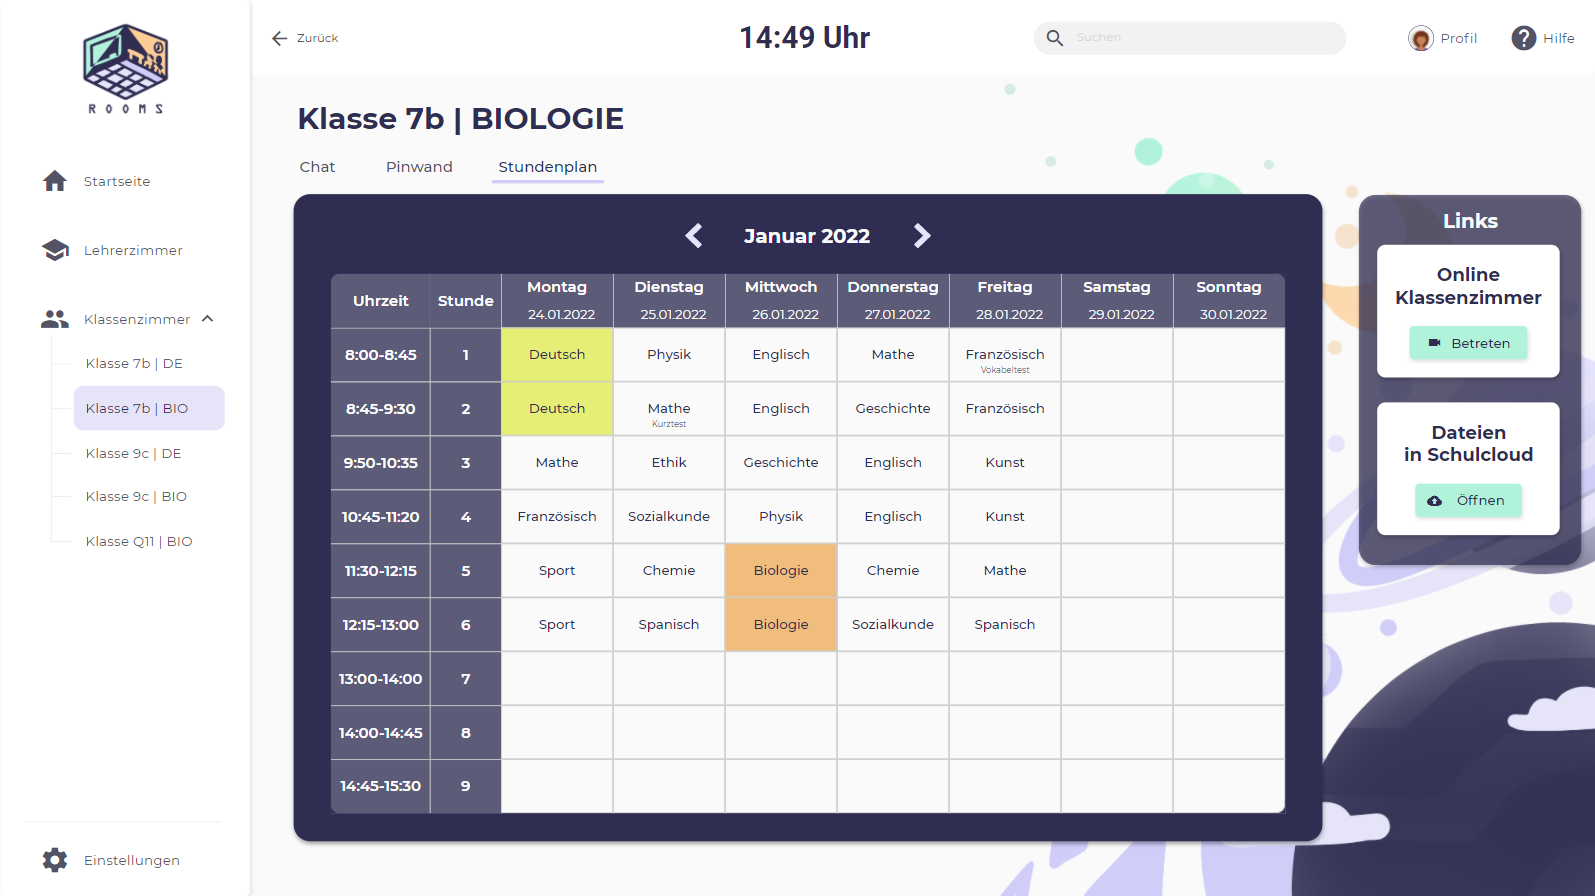 ROOMS
Zurück
14:49 Uhr
Suchen
Profil
Hilfe
Startseite
Lehrerzimmer
Klassenzimmer
Klasse 7b | DE
Klasse 7b | BIO
Klasse 9c | DE
Klasse 9c | BIO
Klasse Q11 | BIO
Einstellungen
Klasse 7b | BIOLOGIE
Chat Pinwand Stundenplan
Januar 2022
Uhrzeit Stunde Montag Dienstag Mittwoch Donnerstag Freitag Samstag Sonntag
24.01.2022 25.01.2022 26.01.2022 27.01.2022 28.01.2022 29.01.2022 30.01.2022
8:00-8:45 1 Deutsch Physik Englisch Mathe Französisch
Vokabeltest
8:45-9:30 2 Deutsch Mathe Englisch Geschichte Französisch
Kurztest
9:50-10:35 3 Mathe Ethik Geschichte Englisch Kunst
10:45-11:20 4 Französisch Sozialkunde Physik Englisch Kunst
11:30-12:15 5 Sport Chemie Biologie Chemie Mathe
12:15-13:00 6 Sport Spanisch Biologie Sozialkunde Spanisch
13:00-14:00 7
14:00-14:45 8
14:45-15:30 9
Links
Online
Klassenzimmer
Betreten
Dateien
in Schulcloud
Öffnen